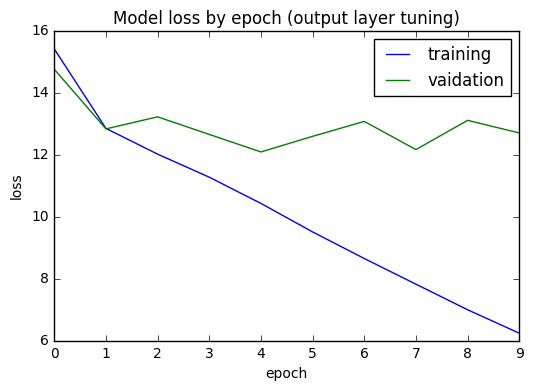 Model loss by epoch (output layer tuning)
16
14
12
10
8
6
loss
training
vaidation
0 1 2 3 4 5 6 7 8 9
epoch